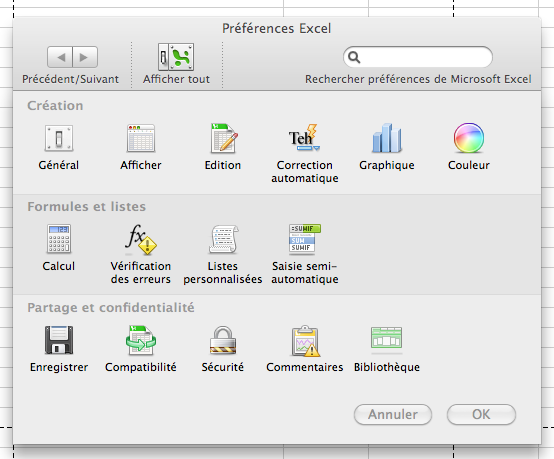 Préférences Excel
Précédent/Suivant
Afficher tout
Rechercher préférences de Microsoft Excel
Création
Général
Afficher
Edition
Teh
Correction
automatique
Graphique
Couleur
Formules et listes
Calcul
fx
Vérification
des erreurs
Listes
personnalisées
=SUMIF
SUM
SUMIF
Saisie semi-
automatique
Partage et confidentialité
Enregistrer
Compatibilité
Sécurité
Commentaires
Bibliothèque
Annuler
OK